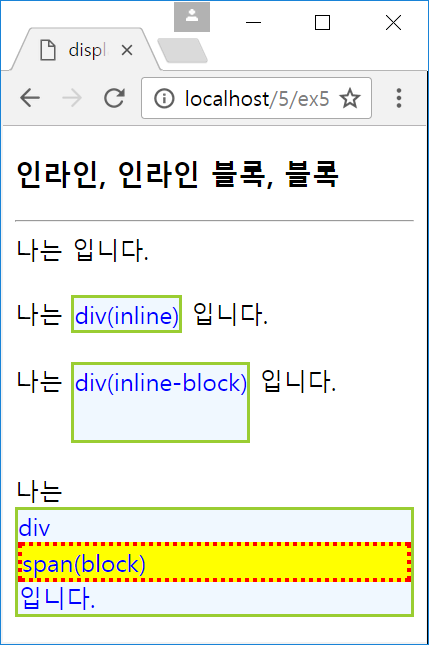 displ
localhost/5/ex5
인라인, 인라인 블록, 블록
나는 입니다.
나는 div(inline) 입니다.
나는 div(inline-block) 입니다.
나는
div
span(block)
입니다.